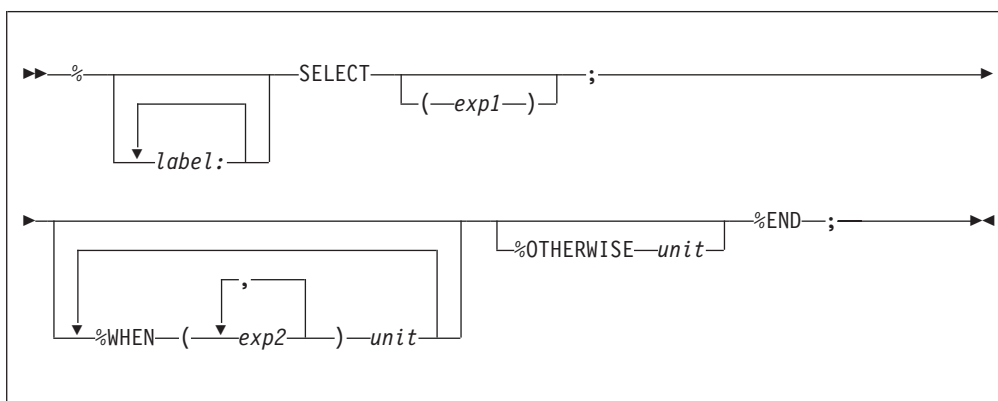 % SELECT ;
( exp1 )
label:
%END ;
%OTHERWISE unit
,
%WHEN ( exp2 ) unit